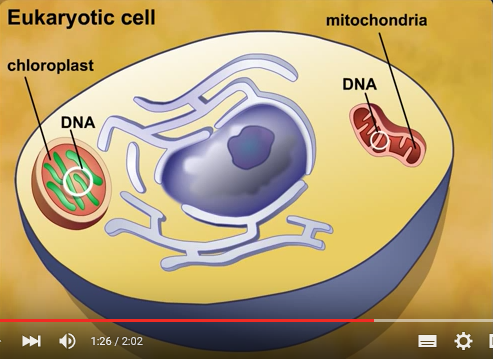 Eukaryotic cell
mitochondria
chloroplast
DNA
DNA
1:26 / 2:02